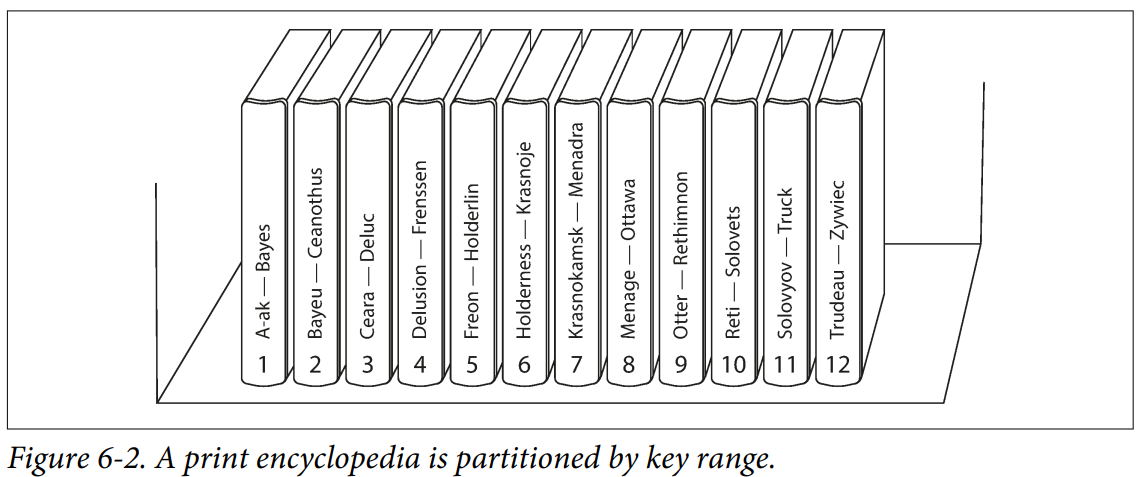 A-ak — Bayes
1
Bayeu — Ceanothus
2
Ceara — Deluc
3
Delusion — Frenssen
4
Freon — Holderlin
5
Holderness — Krasnoje
6
Krasnokamsk — Menadra
7
Menage — Ottawa
8
Otter — Rethimnon
9
Reti — Solovets
10
Solovyov — Truck
11
Trudeau — Zywiec
12
Figure 6-2. A print encyclopedia is partitioned by key range.